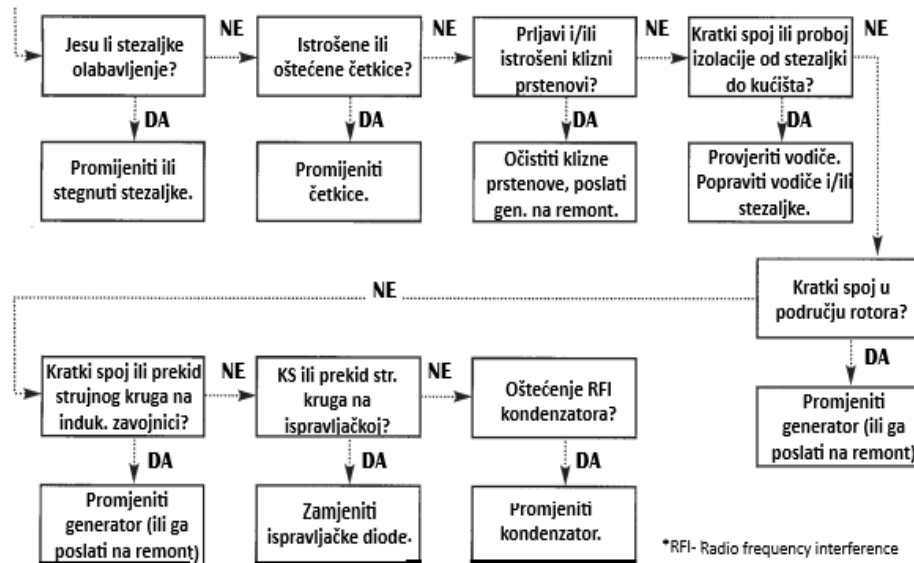 Jesu li stezaljke
olabavljenje?
NE
Istrošene ili
oštećene četkice?
NE
Prljavi i/ili
istrošeni klizni
prstenovi?
NE
Kratki spoj ili proboj
izolacije od stezaljki
do kućišta?
NE
DA
DA
DA
DA
Promijeniti ili
stegnuti stezaljke.
Promijeniti
četkice.
Očistiti klizne
prstenove, poslati
gen. na remont.
Provjeriti vodiče.
Popraviti vodiče i/ili
stezaljke.
NE
Kratki spoj u
području rotora?
DA
Promjeniti
generator (ili ga
poslati na remont)
Kratki spoj ili prekid
strujnog kruga na
induk. zavojnici?
NE
KS ili prekid str.
kruga na
ispravljačkoj?
NE
Oštećenje RFI
kondenzatora?
DA
DA
DA
Promjeniti
generator (ili ga
poslati na remont)
Zamjeniti
ispravljačke diode.
Promjeniti
kondenzator.
*RFI- Radio frequency interference